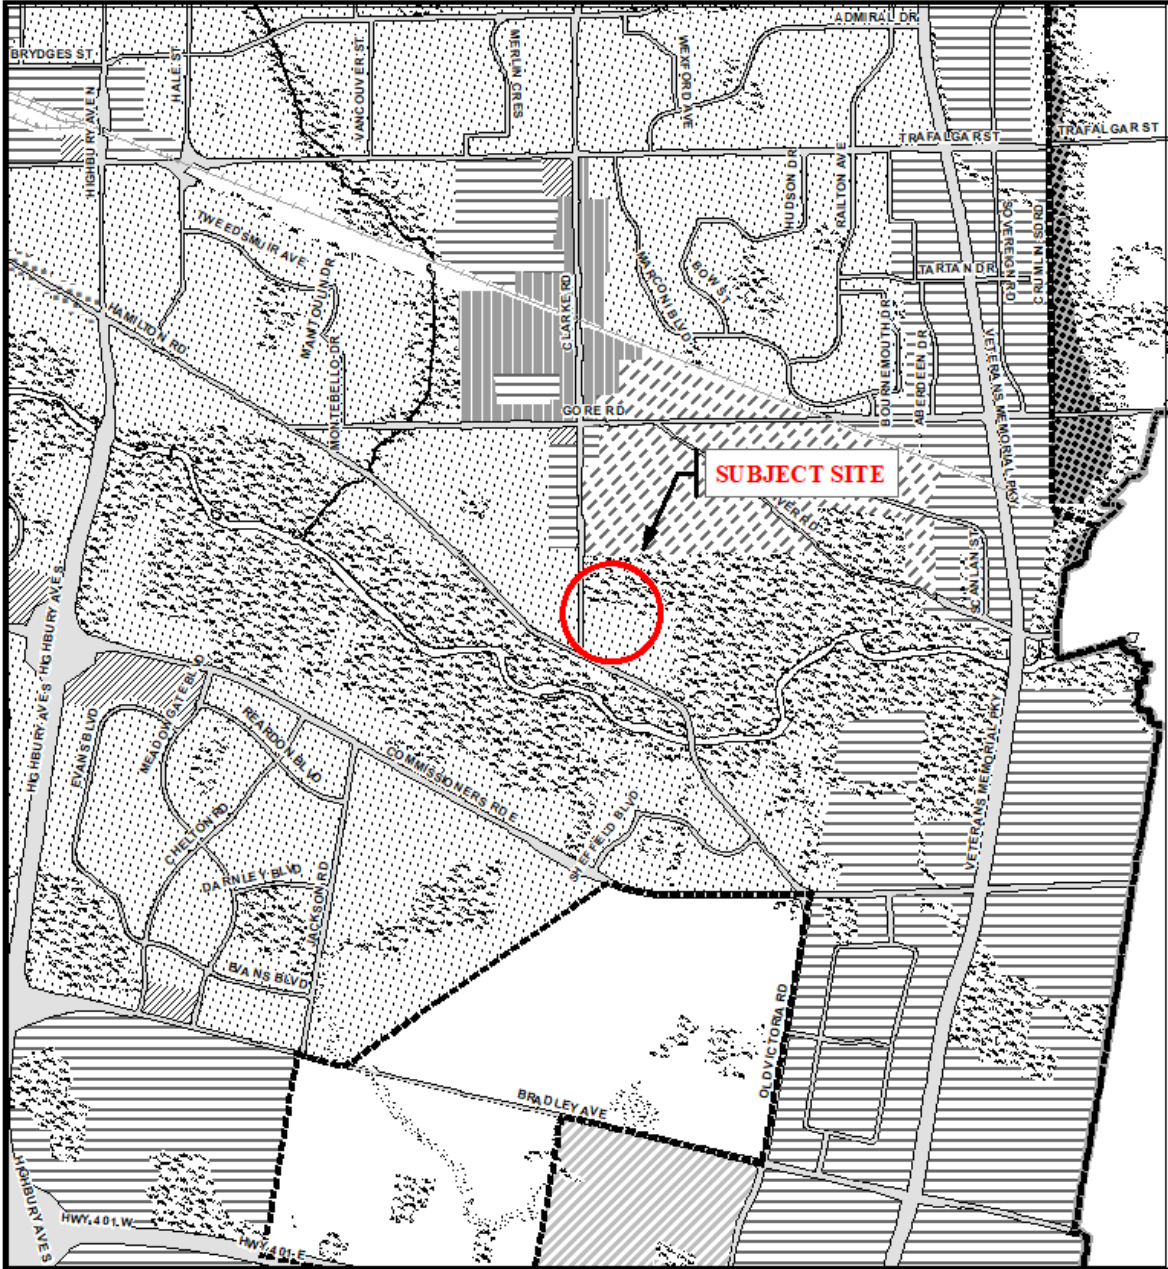 ADMIRAL DR
BRYDGES ST
HALE ST
VANCOUVER ST
MERLIN CRES
WEXFORD AVE
HIGHBURY AVE N
TRAFALGAR ST
TRAFALGAR ST
HUDSON DR
RAILTON AVE
TWEEDSMUIR AVE
MANITOULIN DR
HAMILTON RD
MONTEBELLO DR
CLARKE RD
MARCONI BLVD
BOW ST
SOVEREIGN RD
CRUMLIN SDRD
TARTAN DR
BOURNEMOUTH DR
ABERDEEN DR
VETERANS MEMORIAL PKY
GORE RD
SUBJECT SITE
VER RD
SCANLAN ST
HIGHBURY AVE S
HIGHBURY AVE S
HIGHBURY AVE S
EVANS BLVD
MEADOWGATE BLVD
REARDON BLVD
COMMISSIONERS RD E
CHELTON RD
DARNLEY BLVD
JACKSON RD
SHEFFIELD BLVD
VETERANS MEMORIAL PKY
EVANS BLVD
OLD VICTORIA RD
BRADLEY AVE
HIGHBURY AVE S
HWY 401 W
HWY 401 E